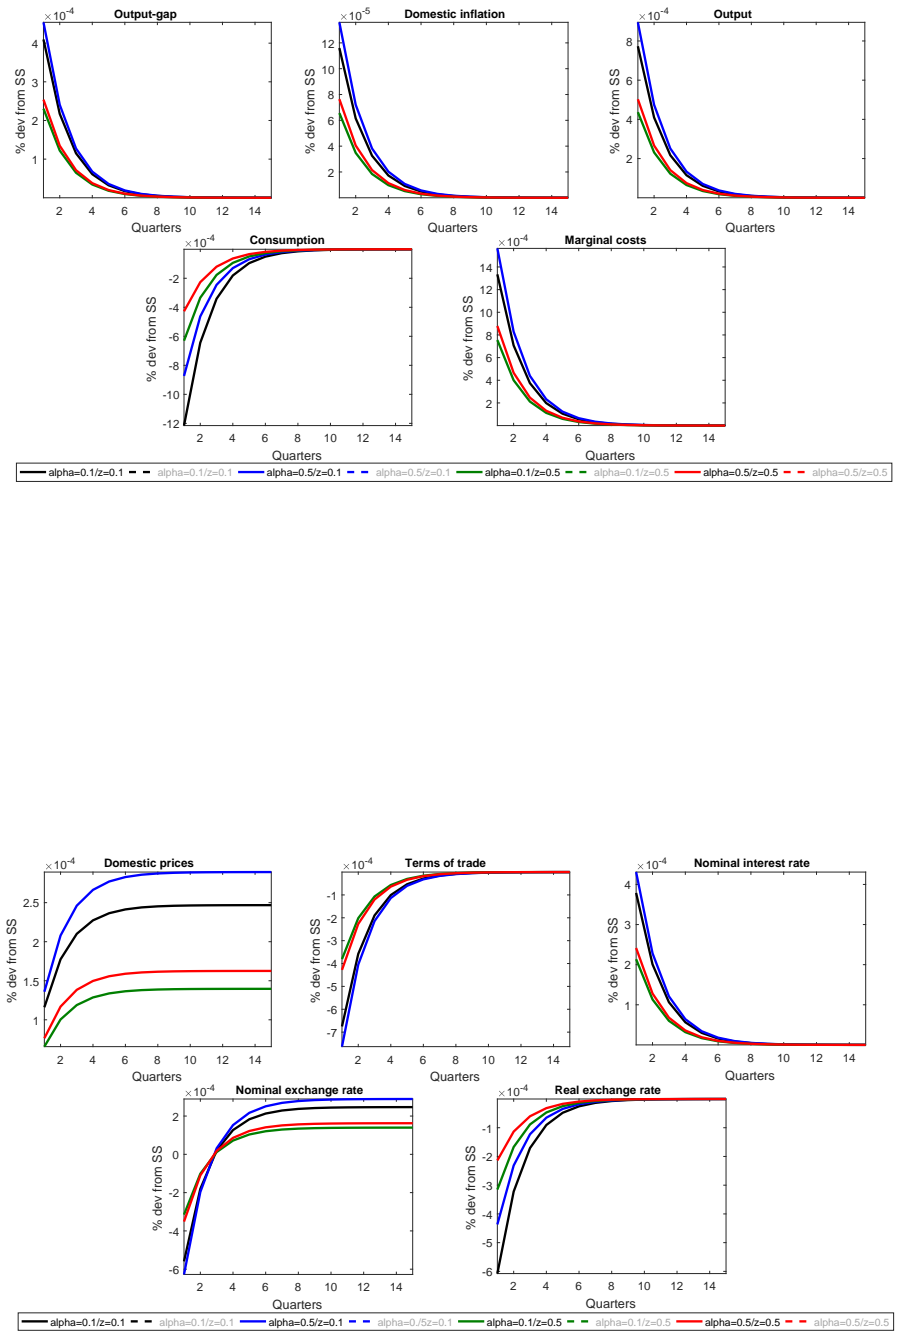 Output-gap
×10-4
% dev from SS
4
3
2
1
2 4 6 8 10 12 14
Quarters
Domestic inflation
×10-5
% dev from SS
12
10
8
6
4
2
2 4 6 8 10 12 14
Quarters
Output
×10-4
% dev from SS
8
6
4
2
2 4 6 8 10 12 14
Quarters
Consumption
×10-4
% dev from SS
-2
-4
-6
-8
-10
-12
2 4 6 8 10 12 14
Quarters
Marginal costs
×10-4
% dev from SS
14
12
10
8
6
4
2
2 4 6 8 10 12 14
Quarters
alpha=0.1/z=0.1 alpha=0.1/z=0.1 alpha=0.5/z=0.1 alpha=0.5/z=0.1 alpha=0.1/z=0.5 alpha=0.1/z=0.5 alpha=0.5/z=0.5 alpha=0.5/z=0.5
Domestic prices
×10-4
% dev from SS
2.5
2
1.5
1
2 4 6 8 10 12 14
Quarters
Terms of trade
×10-4
% dev from SS
-1
-2
-3
-4
-5
-6
-7
2 4 6 8 10 12 14
Quarters
Nominal interest rate
×10-4
% dev from SS
4
3
2
1
2 4 6 8 10 12 14
Quarters
Nominal exchange rate
×10-4
% dev from SS
2
0
-2
-4
-6
2 4 6 8 10 12 14
Quarters
Real exchange rate
×10-4
% dev from SS
-1
-2
-3
-4
-5
-6
2 4 6 8 10 12 14
Quarters
alpha=0.1/z=0.1 alpha=0.1/z=0.1 alpha=0.5/z=0.1 alpha=0.5z=0.1 alpha=0.1/z=0.5 alpha=0.1/z=0.5 alpha=0.5/z=0.5 alpha=0.5/z=0.5